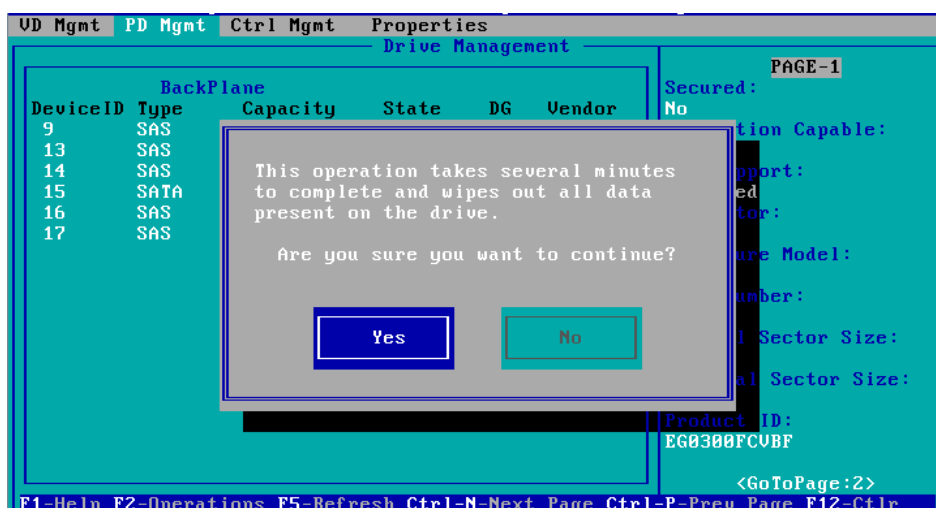 VD Mgmt PD Mgmt Ctrl Mgmt Properties
Drive Management
BackPlane
DeviceID Type Capacity State DG Vendor
9 SAS
13 SAS
14 SAS
15 SATA
16 SAS
17 SAS
This operation takes several minutes
to complete and wipes out all data
present on the drive.
Are you sure you want to continue?
Yes No
PAGE-1
Secured:
No
tion Capable:
pport:
ed
tor:
ure Model:
umber:
l Sector Size:
al Sector Size:
Product ID:
EG0300FCVBF
<GoToPage:2>
F1-Help F2-Operations F5-Refresh Ctrl-N-Next Page Ctrl-P-Prev Page F12-Ctlr